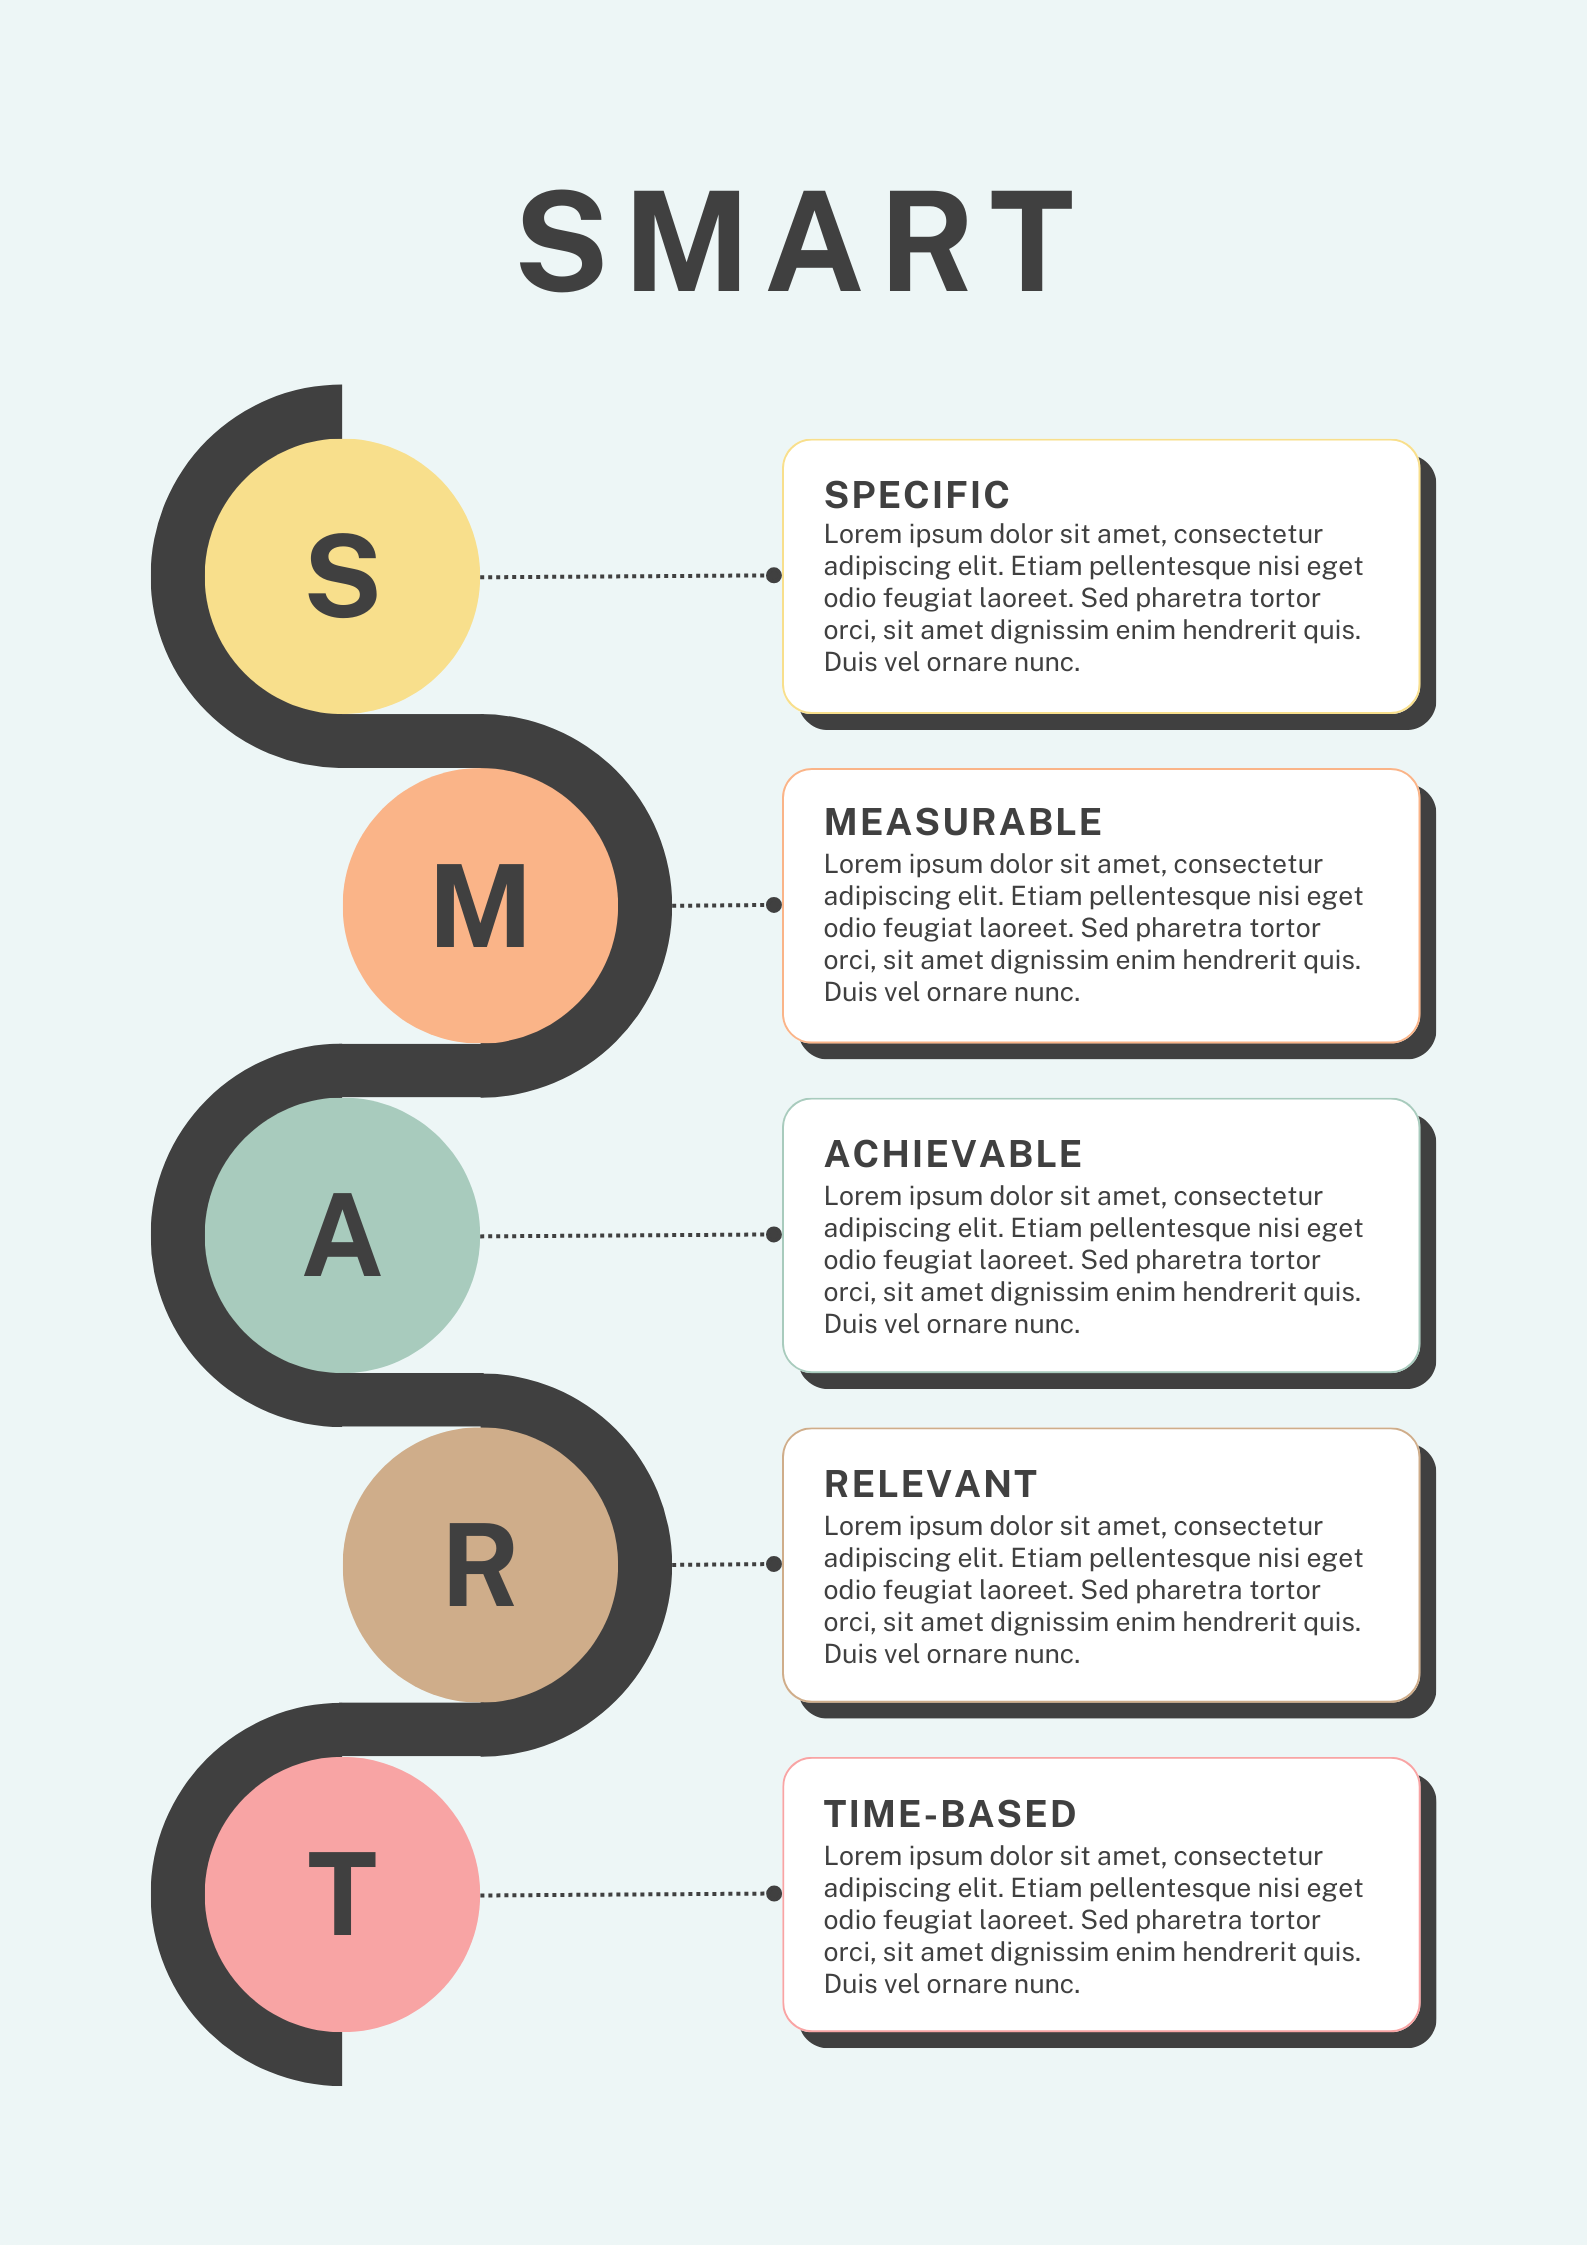 SMART
S
SPECIFIC
Lorem ipsum dolor sit amet, consectetur
adipiscing elit. Etiam pellentesque nisi eget
odio feugiat laoreet. Sed pharetra tortor
orci, sit amet dignissim enim hendrerit quis.
Duis vel ornare nunc.
M
MEASURABLE
Lorem ipsum dolor sit amet, consectetur
adipiscing elit. Etiam pellentesque nisi eget
odio feugiat laoreet. Sed pharetra tortor
orci, sit amet dignissim enim hendrerit quis.
Duis vel ornare nunc.
A
ACHIEVABLE
Lorem ipsum dolor sit amet, consectetur
adipiscing elit. Etiam pellentesque nisi eget
odio feugiat laoreet. Sed pharetra tortor
orci, sit amet dignissim enim hendrerit quis.
Duis vel ornare nunc.
R
RELEVANT
Lorem ipsum dolor sit amet, consectetur
adipiscing elit. Etiam pellentesque nisi eget
odio feugiat laoreet. Sed pharetra tortor
orci, sit amet dignissim enim hendrerit quis.
Duis vel ornare nunc.
T
TIME-BASED
Lorem ipsum dolor sit amet, consectetur
adipiscing elit. Etiam pellentesque nisi eget
odio feugiat laoreet. Sed pharetra tortor
orci, sit amet dignissim enim hendrerit quis.
Duis vel ornare nunc.